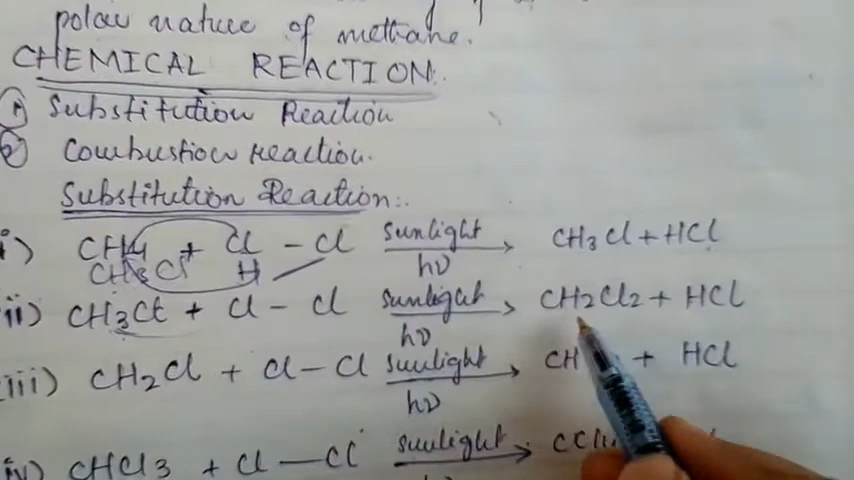 polar nature of methane.
CHEMICAL REACTION.
① Substitution Reaction
② Combustion reaction.
Substitution Reaction:.
i) CH4 + Cl - Cl sunlight hν → CH3Cl + HCl
CH3Cl H
ii) CH3Cl + Cl - Cl sunlight hν → CH2Cl2 + HCl
iii) CH2Cl + Cl - Cl sunlight hν → CH + HCl
iv) CHCl3 + Cl — Cl sunlight →